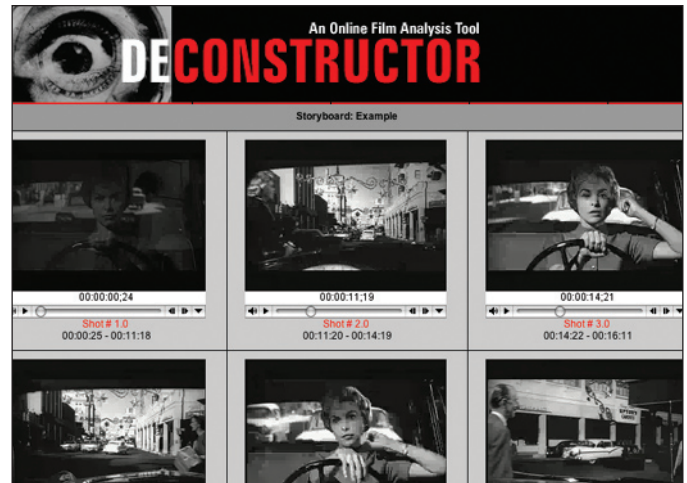 An Online Film Analysis Tool
DECONSTRUCTOR
Storyboard: Example
00:00:00;24
00:00:11;19
00:00:14;21
Shot # 1.0
Shot # 2.0
Shot # 3.0
00:00:25 - 00:11:18
00:11:20 - 00:14:19
00:14:22 - 00:16:11